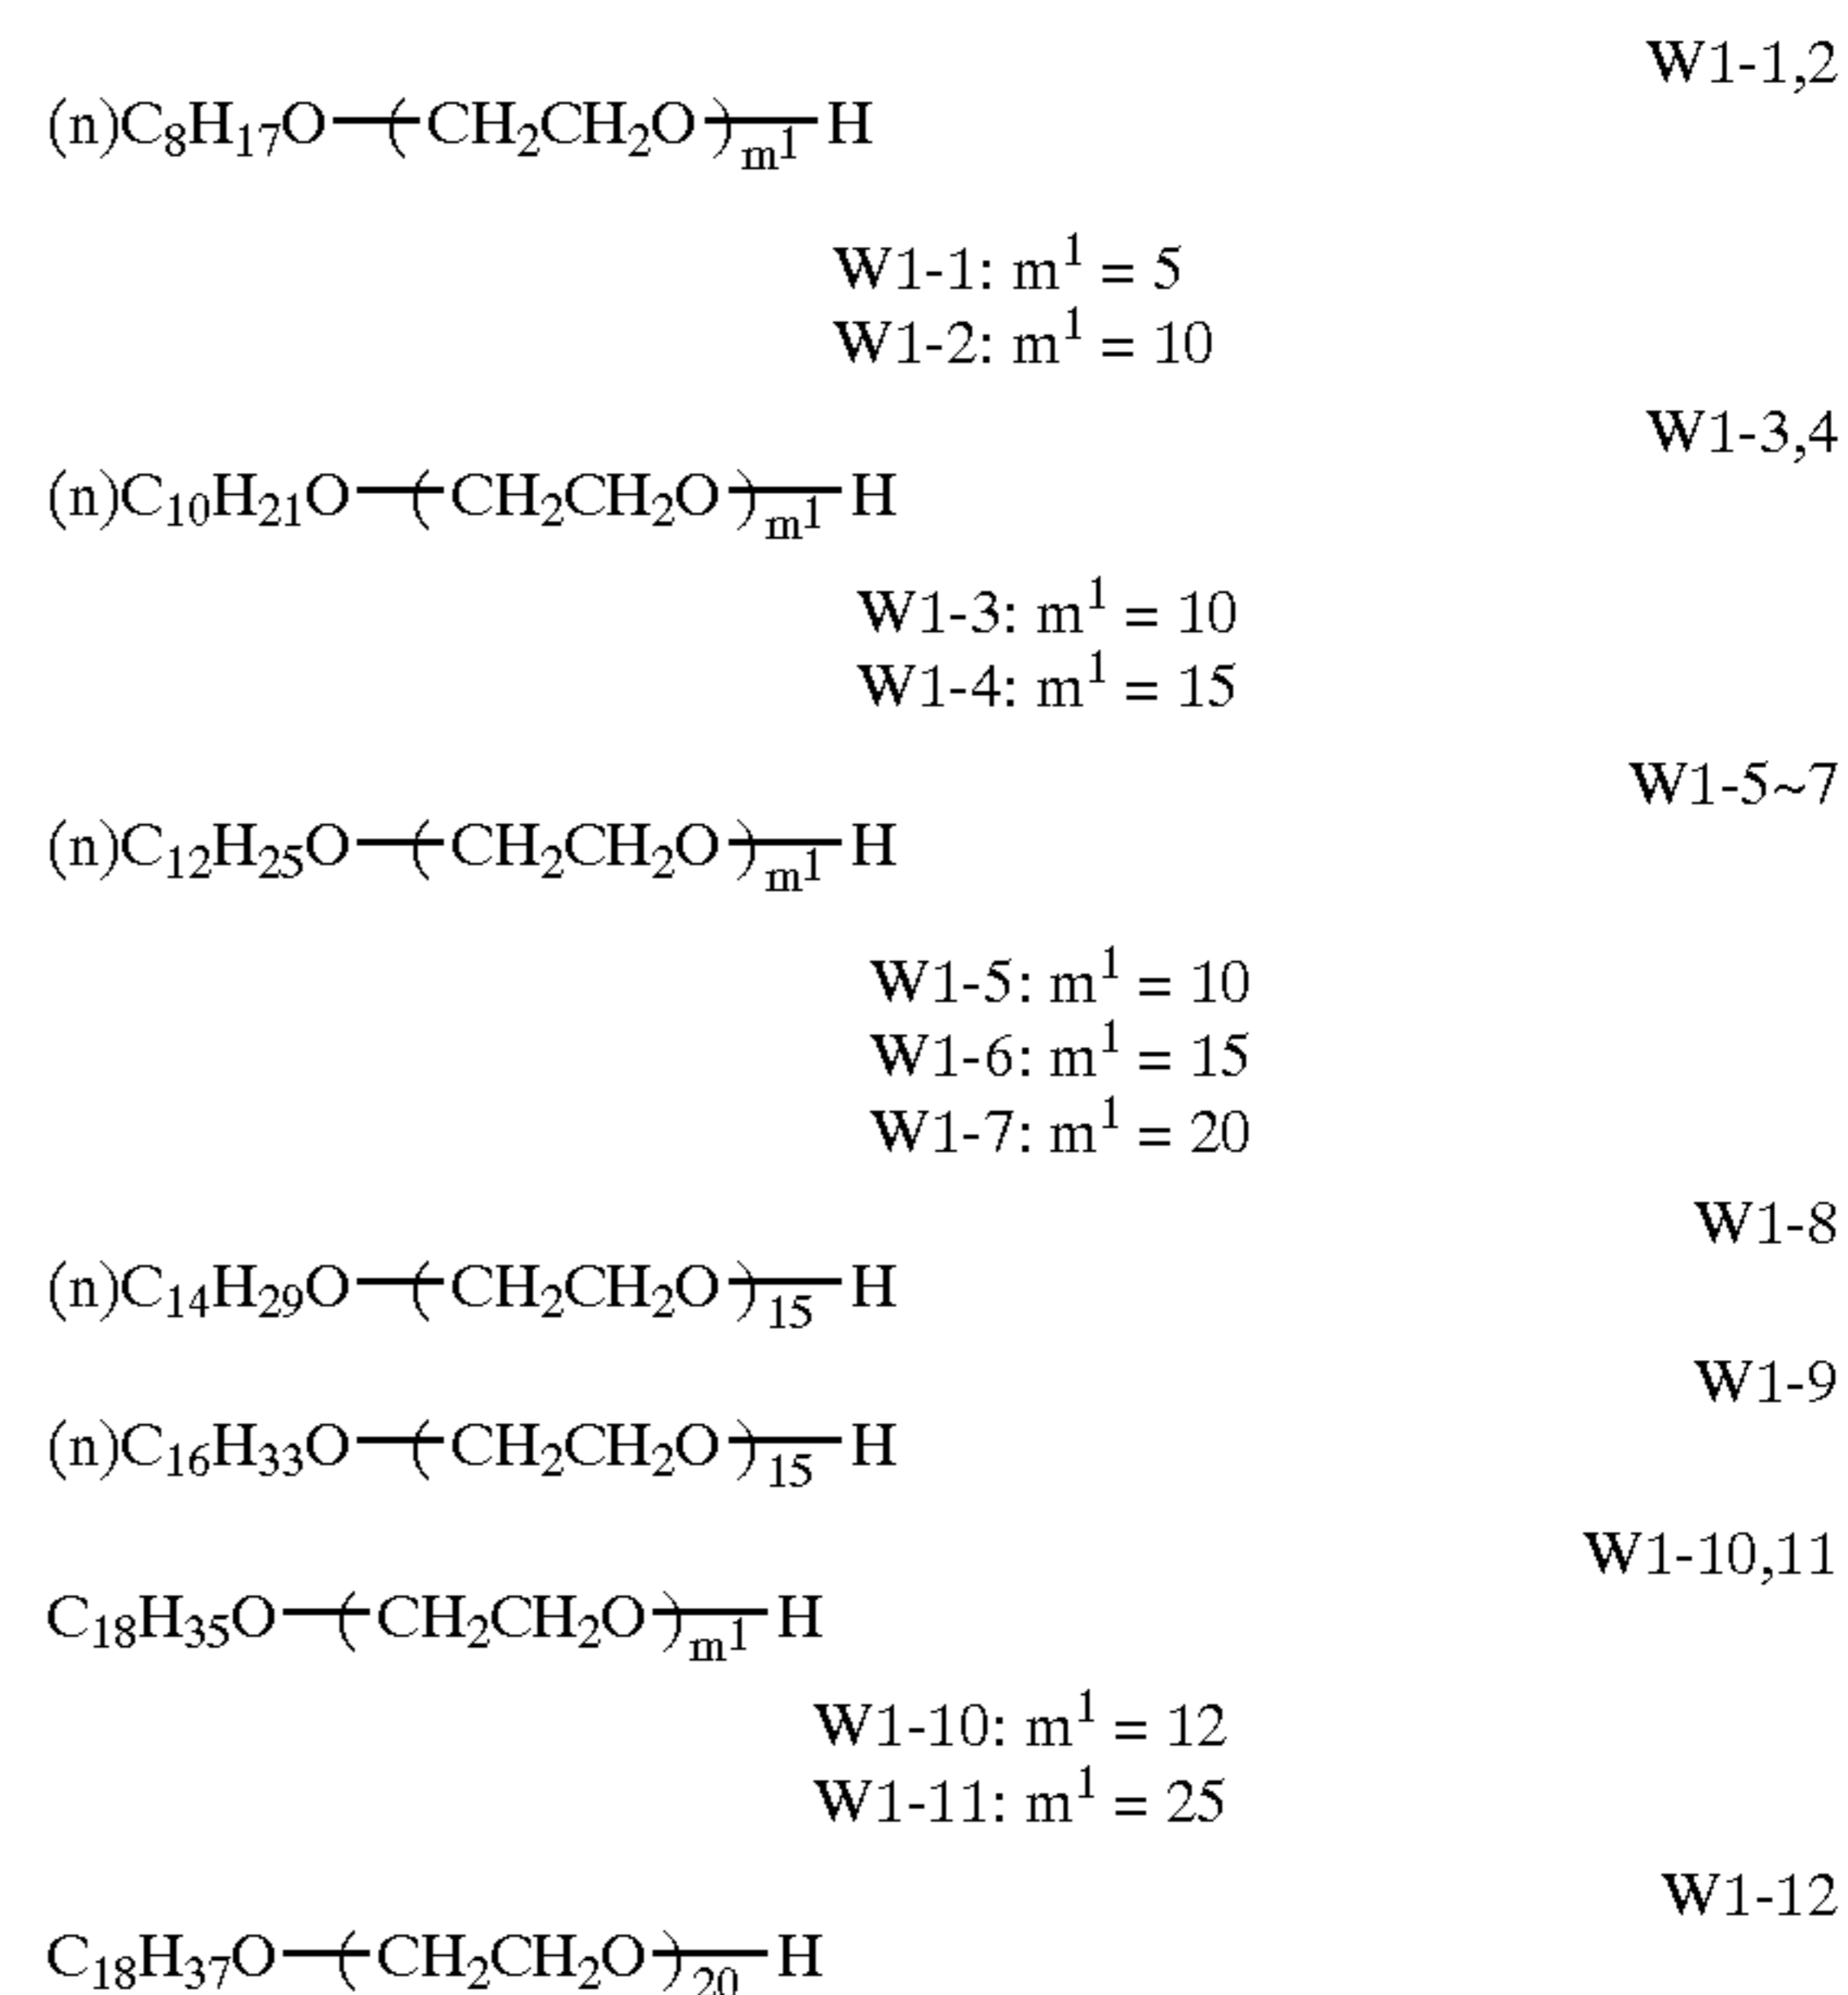 W1-1,2
(n)C₈H₁₇O—(CH₂CH₂O)ₘ¹—H
W1-1: m¹ = 5
W1-2: m¹ = 10
W1-3,4
(n)C₁₀H₂₁O—(CH₂CH₂O)ₘ¹—H
W1-3: m¹ = 10
W1-4: m¹ = 15
W1-5~7
(n)C₁₂H₂₅O—(CH₂CH₂O)ₘ¹—H
W1-5: m¹ = 10
W1-6: m¹ = 15
W1-7: m¹ = 20
W1-8
(n)C₁₄H₂₉O—(CH₂CH₂O)₁₅—H
W1-9
(n)C₁₆H₃₃O—(CH₂CH₂O)₁₅—H
W1-10,11
C₁₈H₃₅O—(CH₂CH₂O)ₘ¹—H
W1-10: m¹ = 12
W1-11: m¹ = 25
W1-12
C₁₈H₃₇O—(CH₂CH₂O)₂₀—H